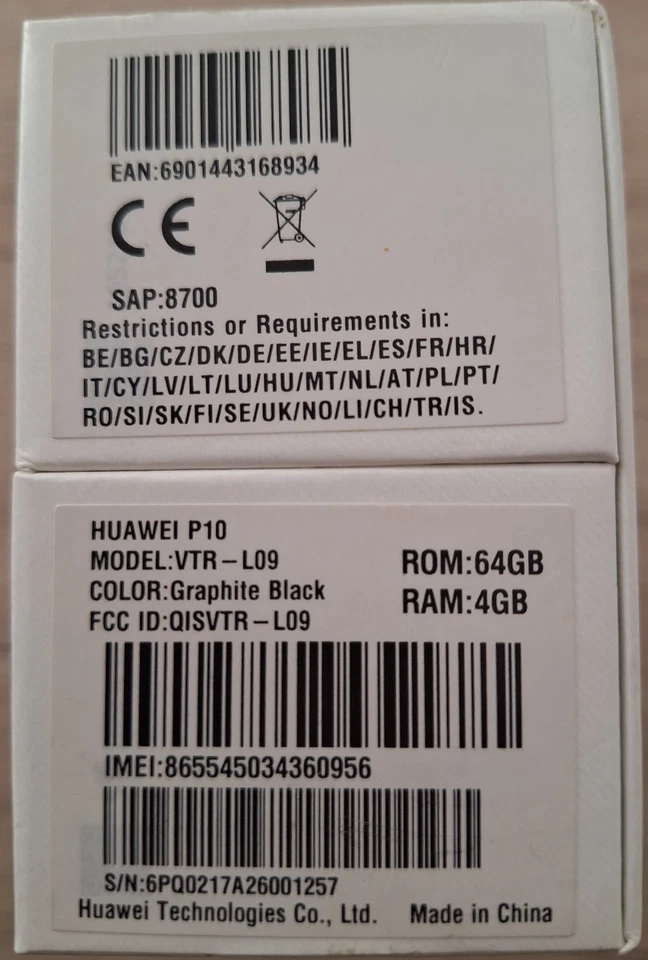 EAN:6901443168934
CE
SAP:8700
Restrictions or Requirements in:
BE/BG/CZ/DK/DE/EE/IE/EL/ES/FR/HR/
IT/CY/LV/LT/LU/HU/MT/NL/AT/PL/PT/
RO/SI/SK/FI/SE/UK/NO/LI/CH/TR/IS.
HUAWEI P10
MODEL:VTR-L09
COLOR:Graphite Black
FCC ID:QISVTR-L09
ROM:64GB
RAM:4GB
IMEI:865545034360956
S/N:6PQ0217A26001257
Huawei Technologies Co., Ltd. Made in China